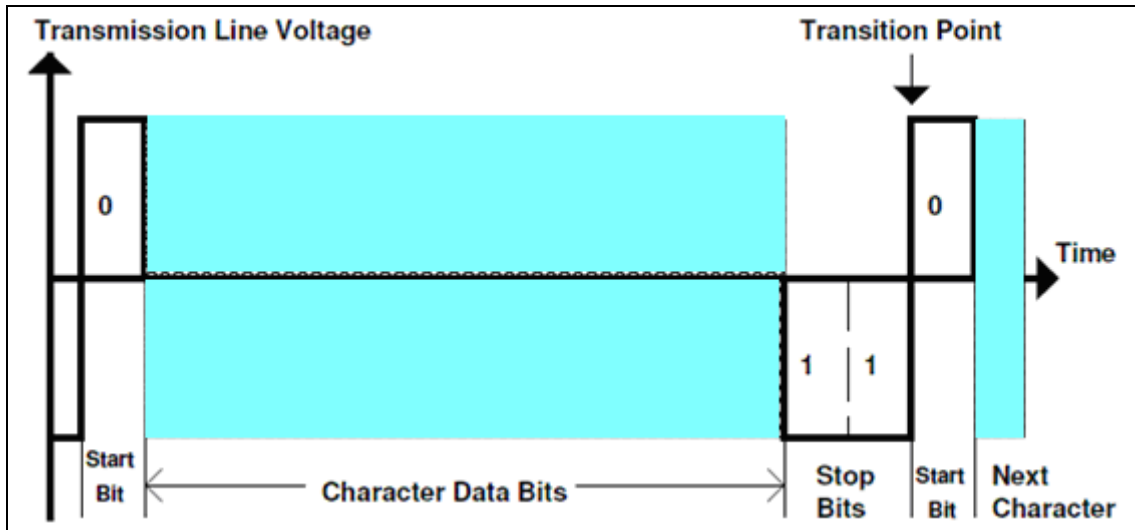 Transmission Line Voltage
Transition Point
0
0
Time
1 1
Start
Bit
Character Data Bits
Stop
Bits
Start
Bit
Next
Character